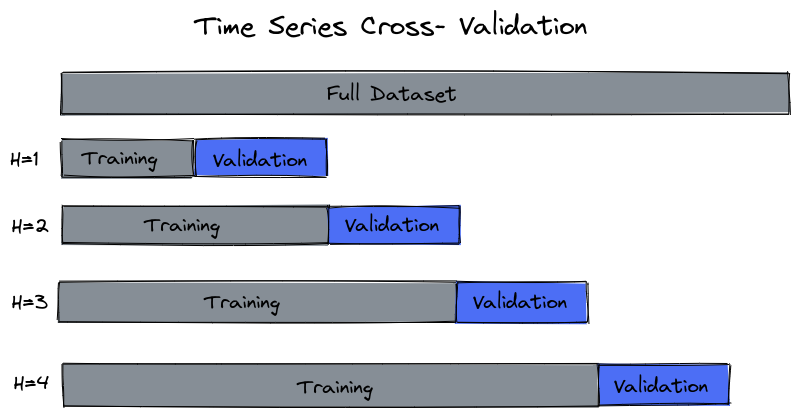 Time Series Cross- Validation
Full Dataset
H=1 Training Validation
H=2 Training Validation
H=3 Training Validation
H=4 Training Validation